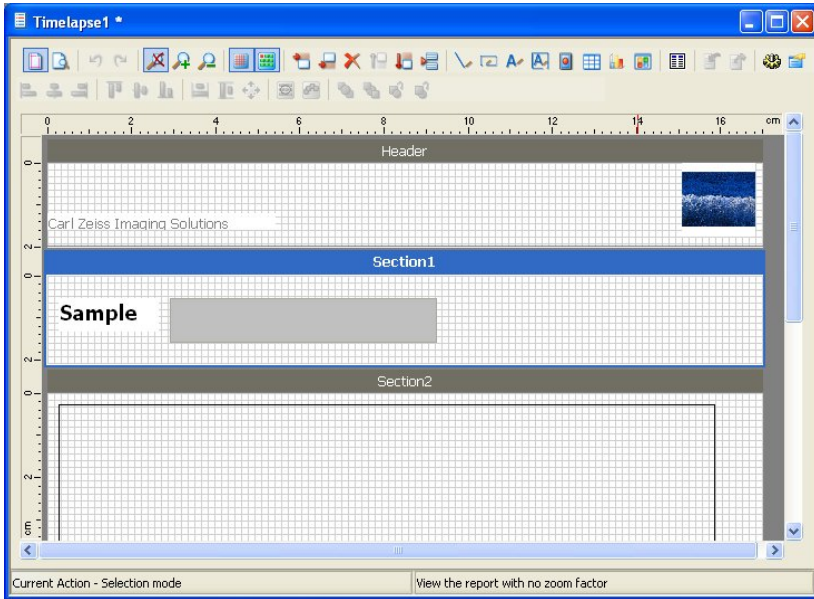 Timelapse1 *
0 2 4 6 8 10 12 14 16 cm
Header
0
Carl Zeiss Imaging Solutions
2
Section1
0
Sample
2
Section2
0
2
cm
Current Action - Selection mode
View the report with no zoom factor